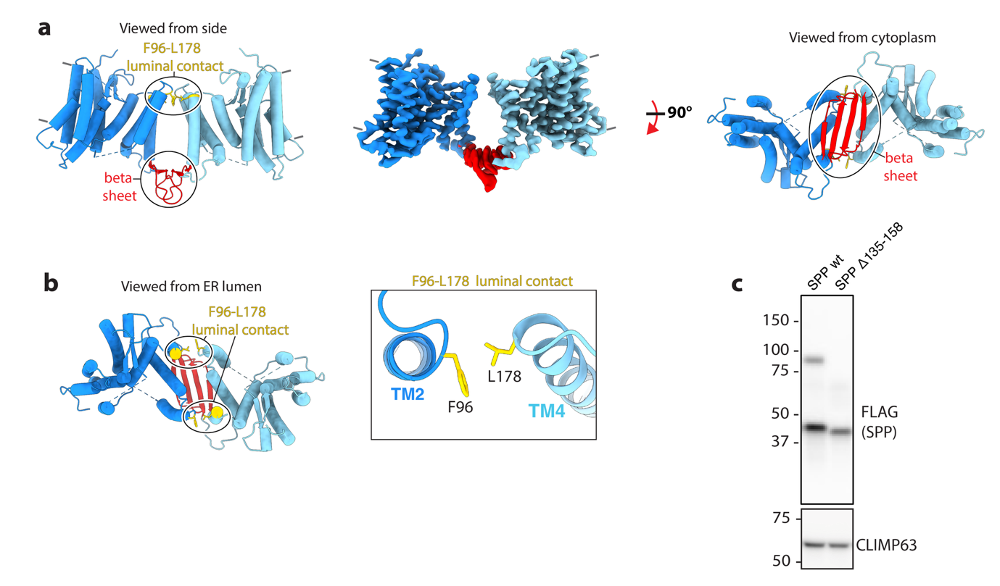 a
Viewed from side
F96-L178
luminal contact
beta
sheet
90°
Viewed from cytoplasm
beta
sheet
b
Viewed from ER lumen
F96-L178
luminal contact
F96-L178 luminal contact
TM2
F96
L178
TM4
c
SPP wt
SPP Δ135-158
150
100
75
50
37
FLAG
(SPP)
75
50
CLIMP63